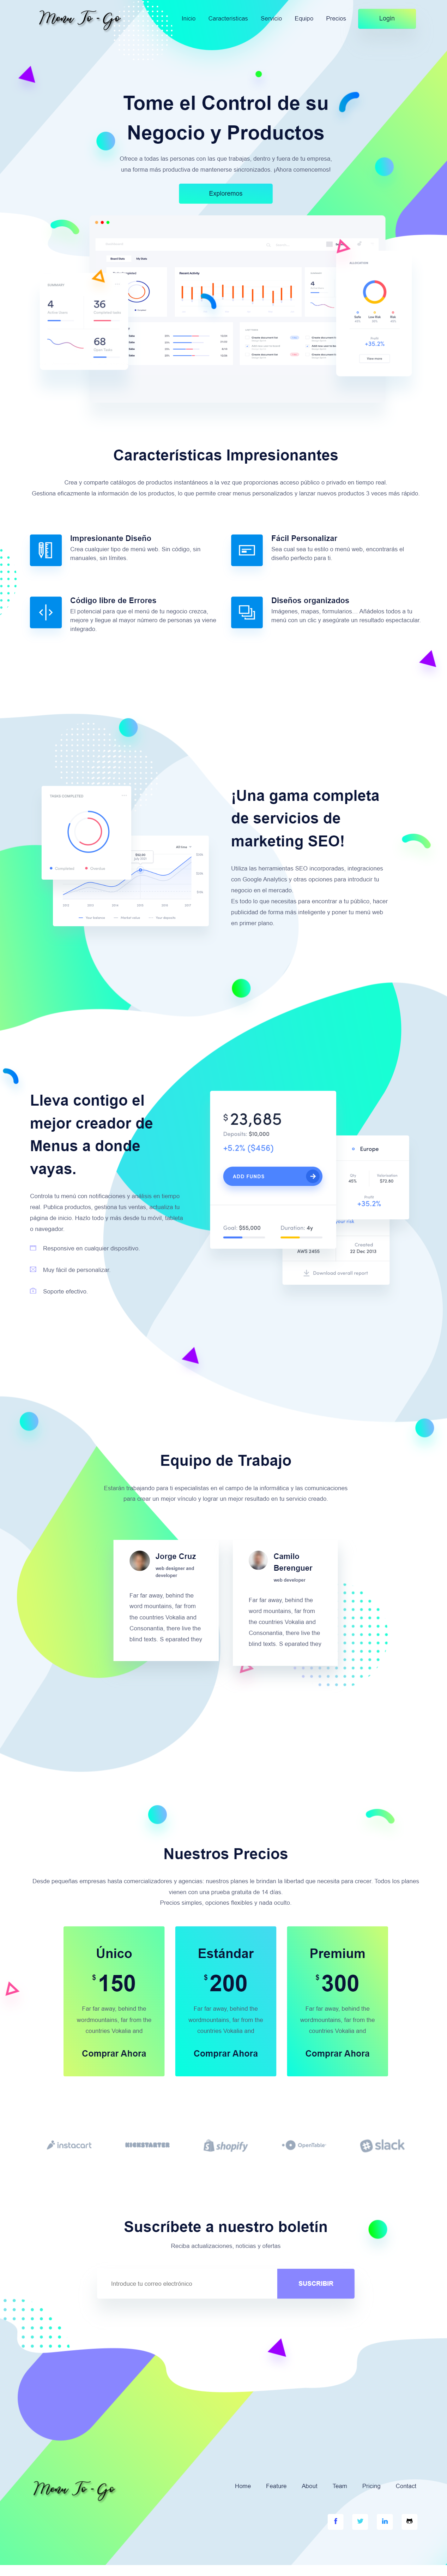 Menu To - Go
Inicio Caracteristicas Servicio Equipo Precios Login
Tome el Control de su
Negocio y Productos
Ofrece a todas las personas con las que trabajas, dentro y fuera de tu empresa,
una forma más productiva de mantenerse sincronizados. ¡Ahora comencemos!
Exploremos
SUMMARY
4
36
68
Recent Activity
4
+35.2%
Características Impresionantes
Crea y comparte catálogos de productos instantáneos a la vez que proporcionas acceso público o privado en tiempo real.
Gestiona eficazmente la información de los productos, lo que permite crear menus personalizados y lanzar nuevos productos 3 veces más rápido.
Impresionante Diseño
Crea cualquier tipo de menú web. Sin código, sin
manuales, sin límites.
Fácil Personalizar
Sea cual sea tu estilo o menú web, encontrarás el
diseño perfecto para ti.
Código libre de Errores
El potencial para que el menú de tu negocio crezca,
mejore y llegue al mayor número de personas ya viene
integrado.
Diseños organizados
Imágenes, mapas, formularios… Añádelos todos a tu
menú con un clic y asegúrate un resultado espectacular.
TASKS COMPLETED
Completed Overdue
All time
¡Una gama completa
de servicios de
marketing SEO!
Utiliza las herramientas SEO incorporadas, integraciones
con Google Analytics y otras opciones para introducir tu
negocio en el mercado.
Es todo lo que necesitas para encontrar a tu público, hacer
publicidad de forma más inteligente y poner tu menú web
en primer plano.
Lleva contigo el
mejor creador de
Menus a donde
vayas.
Controla tu menú con notificaciones y análisis en tiempo
real. Publica productos, gestiona tus ventas, actualiza tu
página de inicio. Hazlo todo y más desde tu móvil, tableta
o navegador.
Responsive en cualquier dispositivo.
Muy fácil de personalizar.
Soporte efectivo.
$ 23,685
Deposits: $10,000
+5.2% ($456)
ADD FUNDS
Goal: $55,000 Duration: 4y
Europe
45% $72.80
+35.2%
your risk
Created
AWS 2455 22 Dec 2013
Download overall report
Equipo de Trabajo
Estarán trabajando para ti especialistas en el campo de la informática y las comunicaciones.
para crear un mejor vínculo y lograr un mejor resultado en tu servicio creado.
Jorge Cruz
web designer and
developer
Far far away, behind the
word mountains, far from
the countries Vokalia and
Consonantia, there live the
blind texts. S eparated they
Camilo
Berenguer
web developer
Far far away, behind the
word mountains, far from
the countries Vokalia and
Consonantia, there live the
blind texts. S eparated they
Nuestros Precios
Desde pequeñas empresas hasta comercializadores y agencias: nuestros planes le brindan la libertad que necesita para crecer. Todos los planes
vienen con una prueba gratuita de 14 días.
Precios simples, opciones flexibles y nada oculto.
Único
$ 150
Far far away, behind the
wordmountains, far from the
countries Vokalia and
Comprar Ahora
Estándar
$ 200
Far far away, behind the
wordmountains, far from the
countries Vokalia and
Comprar Ahora
Premium
$ 300
Far far away, behind the
wordmountains, far from the
countries Vokalia and
Comprar Ahora
instacart KICKSTARTER shopify OpenTable slack
Suscríbete a nuestro boletín
Reciba actualizaciones, noticias y ofertas
Introduce tu correo electrónico SUSCRIBIR
Menu To - Go
Home Feature About Team Pricing Contact